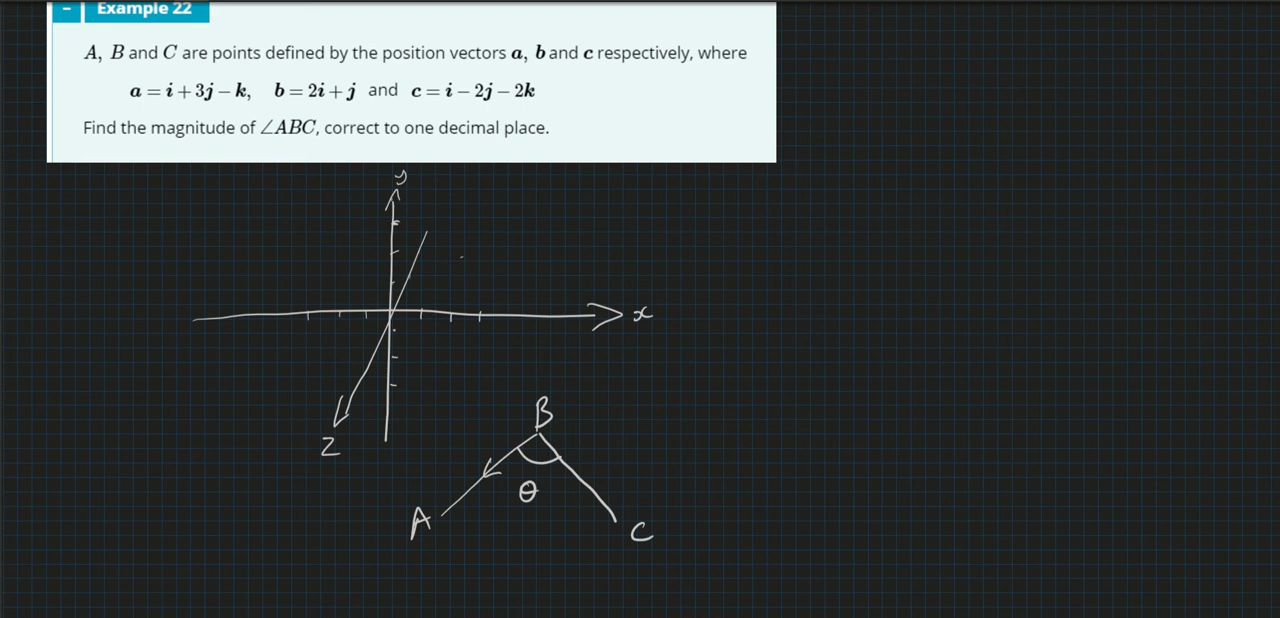 − Example 22
A, B and C are points defined by the position vectors a, b and c respectively, where
a = i + 3j − k, b = 2i + j and c = i − 2j − 2k
Find the magnitude of ∠ABC, correct to one decimal place.
y
x
z
B
θ
A
C